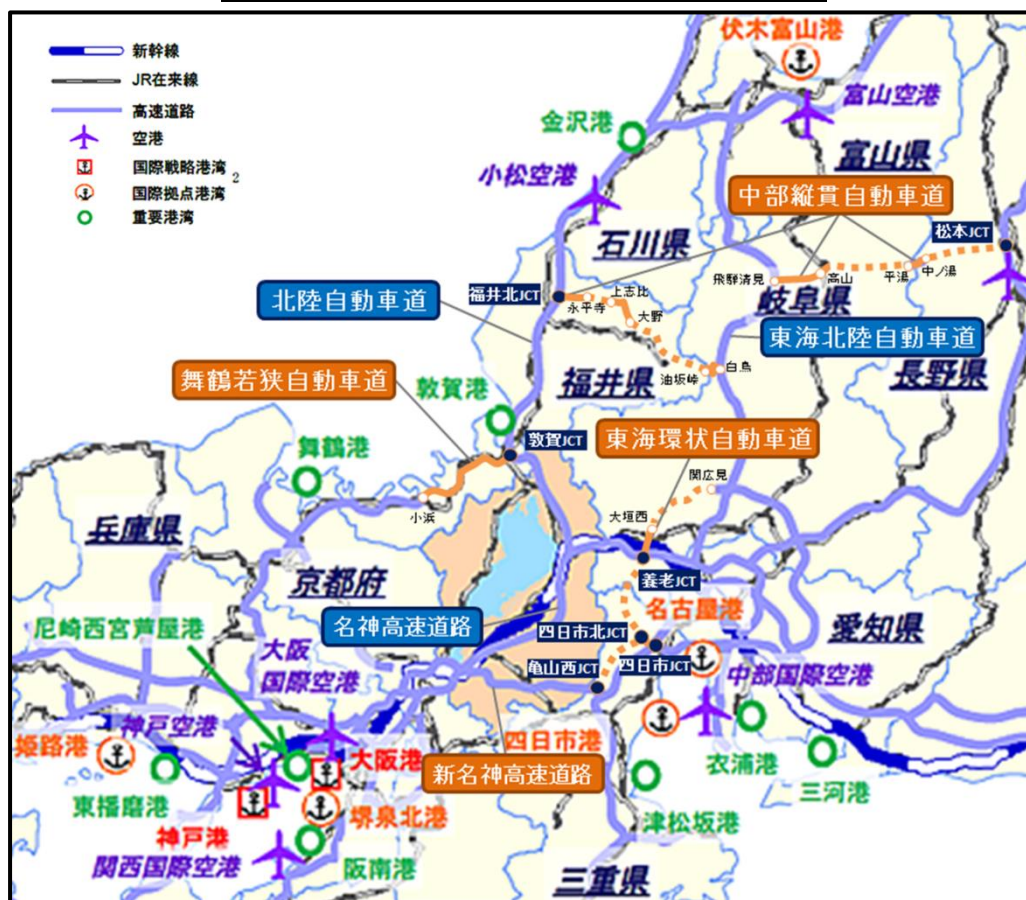 新幹線
JR在来線
高速道路
空港
国際戦略港湾 2
国際拠点港湾
重要港湾
伏木富山港
富山空港
金沢港
富山県
小松空港
中部縦貫自動車道
石川県
松本JCT
飛騨清見
高山
平湯
中ノ湯
岐阜県
北陸自動車道
福井北JCT
永平寺
上志比
大野
東海北陸自動車道
長野県
福井県
油坂峠
白鳥
舞鶴若狭自動車道
敦賀港
東海環状自動車道
敦賀JCT
舞鶴港
関広見
小浜
大垣西
兵庫県
京都府
養老JCT
名古屋港
尼崎西宮芦屋港
名神高速道路
四日市北JCT
愛知県
大阪
国際空港
四日市JCT
亀山西JCT
中部国際空港
神戸空港
姫路港
大阪港
四日市港
新名神高速道路
衣浦港
三河港
東播磨港
堺泉北港
津松坂港
神戸港
関西国際空港
阪南港
三重県